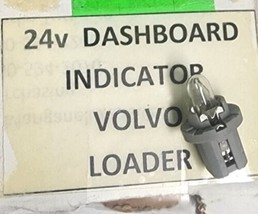 24v DASHBOARD
INDICATOR
VOLVO
LOADER